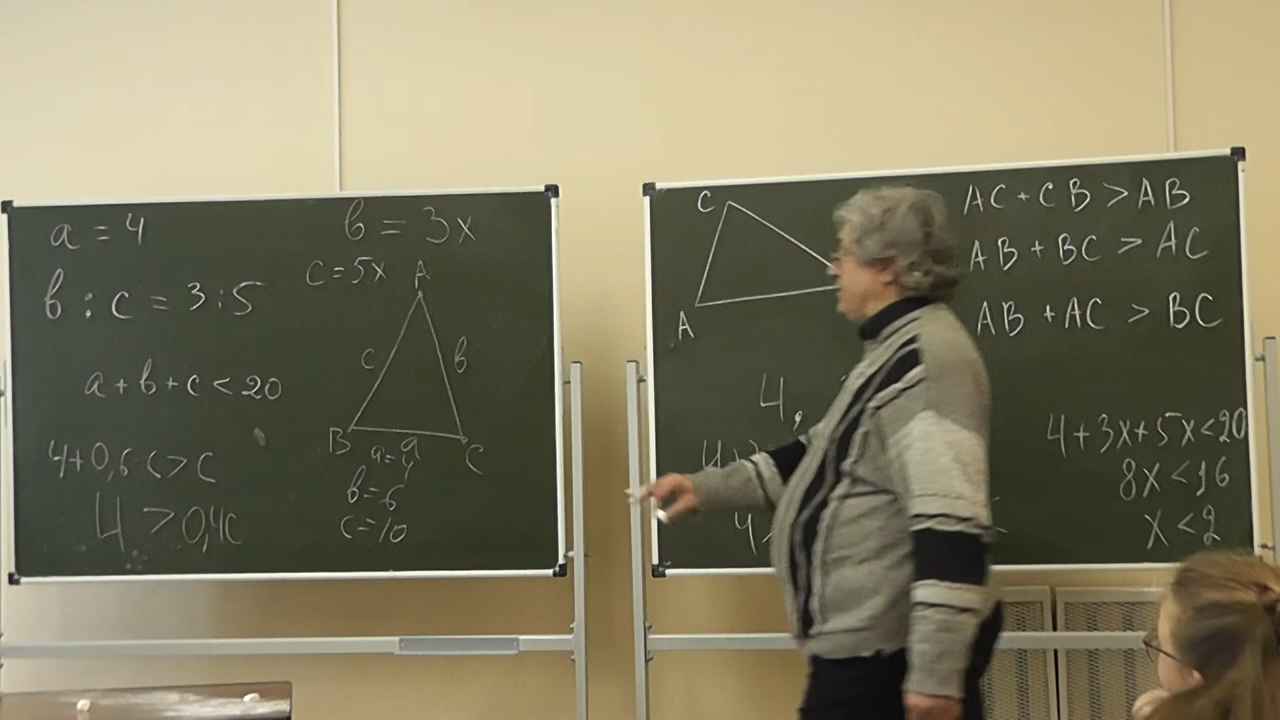 a = 4
в = 3x
c = 5x
в : c = 3 : 5
A
c
в
a + в + c < 20
B
a = a
4
C
4+0,6·c>c
в = 6
4 > 0,4c
c = 10
C
A
AC + CB > AB
AB + BC > AC
AB + AC > BC
4,
4+3x+5x<20
8x < 16
x < 2